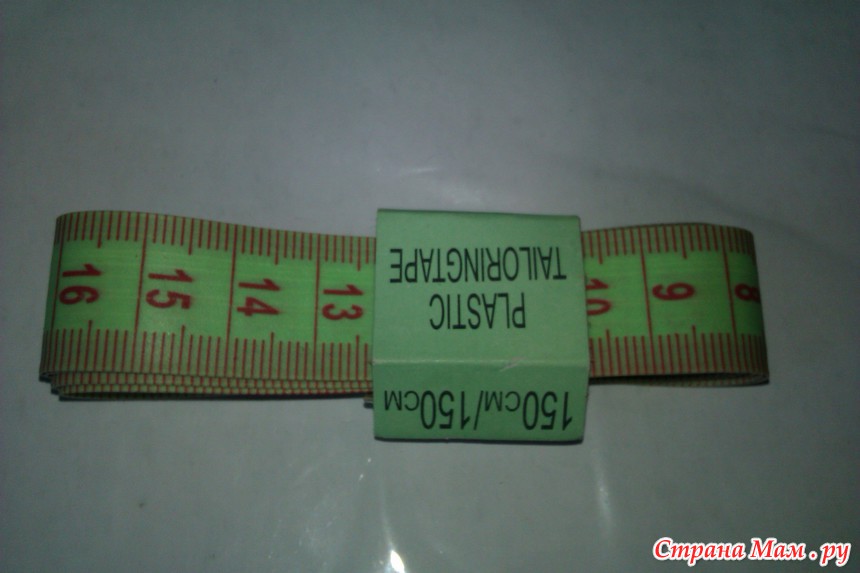 16 15 14 13 10 9 8
PLASTIC
TAILORINGTAPE
150CM/150CM
Страна Мам.ру